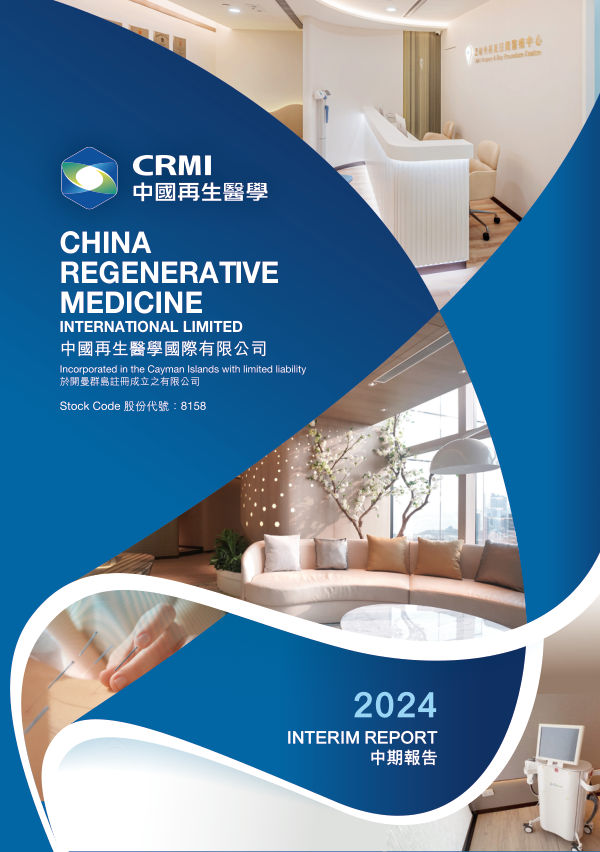 CRMI
中國再生醫學
CHINA
REGENERATIVE
MEDICINE
INTERNATIONAL LIMITED
中國再生醫學國際有限公司
Incorporated in the Cayman Islands with limited liability
於開曼群島註冊成立之有限公司
Stock Code 股份代號：8158
2024
INTERIM REPORT
中期報告